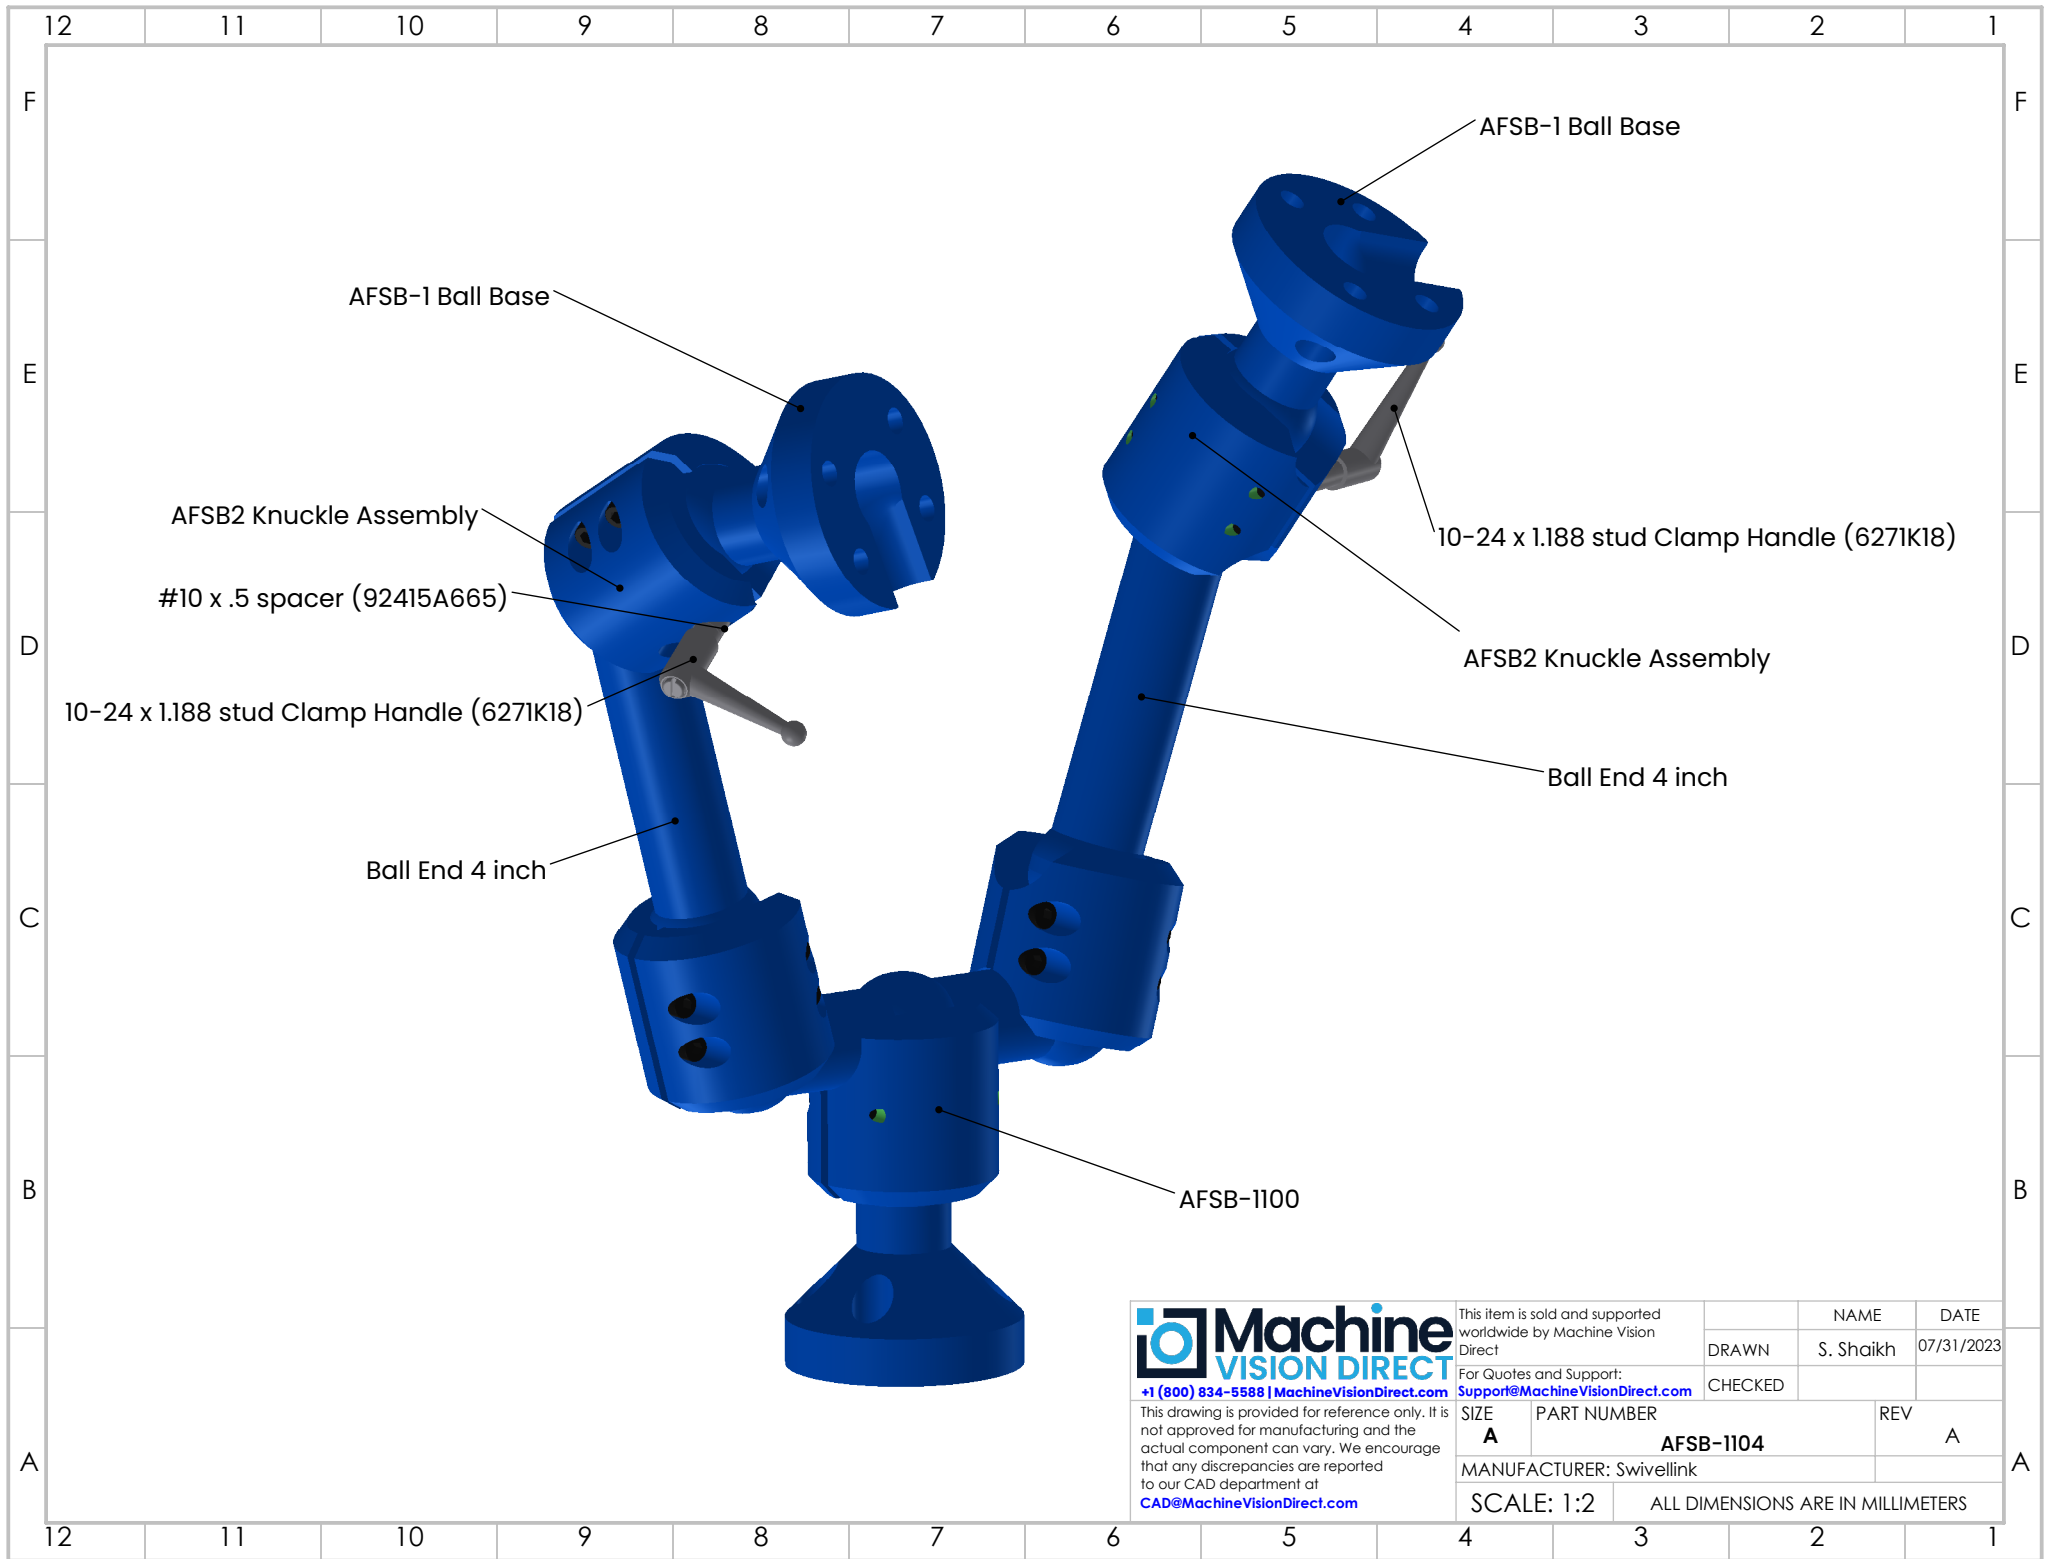 12 11 10 9 8 7 6 5 4 3 2 1
F F
AFSB-1 Ball Base
AFSB-1 Ball Base
E E
AFSB2 Knuckle Assembly
10-24 x 1.188 stud Clamp Handle (6271K18)
#10 x .5 spacer (92415A665)
D D
AFSB2 Knuckle Assembly
10-24 x 1.188 stud Clamp Handle (6271K18)
Ball End 4 inch
Ball End 4 inch
C C
B B
AFSB-1100
Machine
VISION DIRECT
+1 (800) 834-5588 | MachineVisionDirect.com
This item is sold and supported
worldwide by Machine Vision
Direct
For Quotes and Support:
Support@MachineVisionDirect.com
NAME DATE
DRAWN S. Shaikh 07/31/2023
CHECKED
This drawing is provided for reference only. It is
not approved for manufacturing and the
actual component can vary. We encourage
that any discrepancies are reported
to our CAD department at
CAD@MachineVisionDirect.com
SIZE PART NUMBER REV
A AFSB-1104 A
MANUFACTURER: Swivellink
SCALE: 1:2 ALL DIMENSIONS ARE IN MILLIMETERS
A A
12 11 10 9 8 7 6 5 4 3 2 1